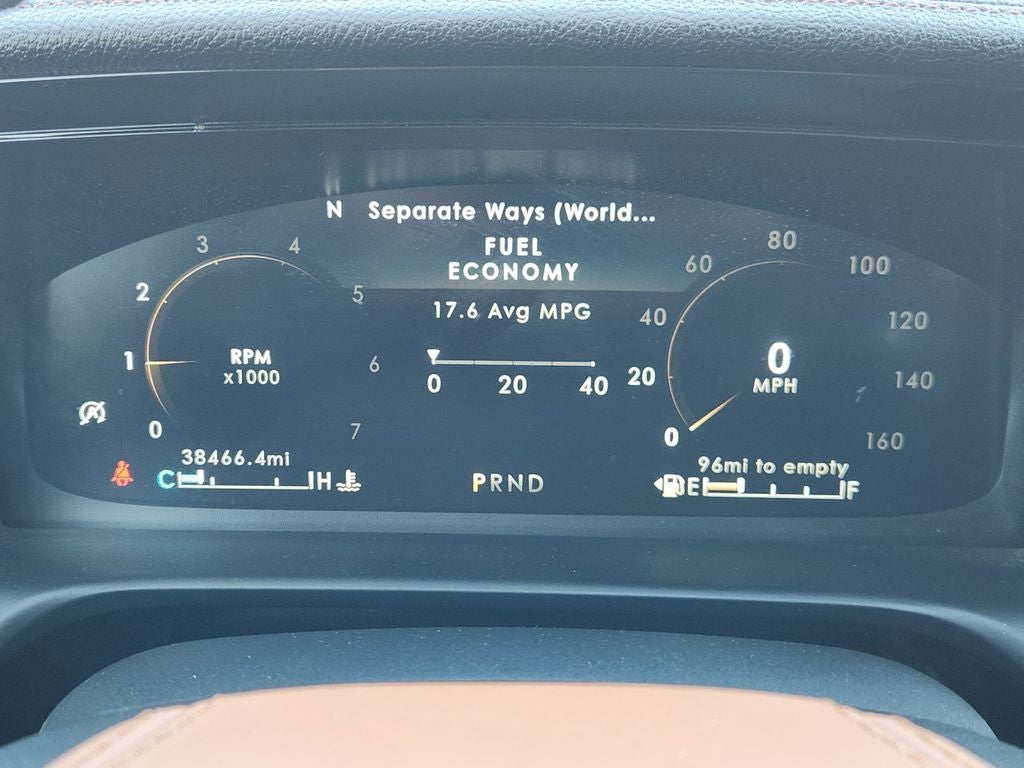 N Separate Ways (World...
FUEL
ECONOMY
17.6 Avg MPG
0 20 40
0 1 2 3 4 5 6 7
RPM
x1000
0 20 40 60 80 100 120 140 160
0
MPH
38466.4mi
C H
PRND
96mi to empty
E F